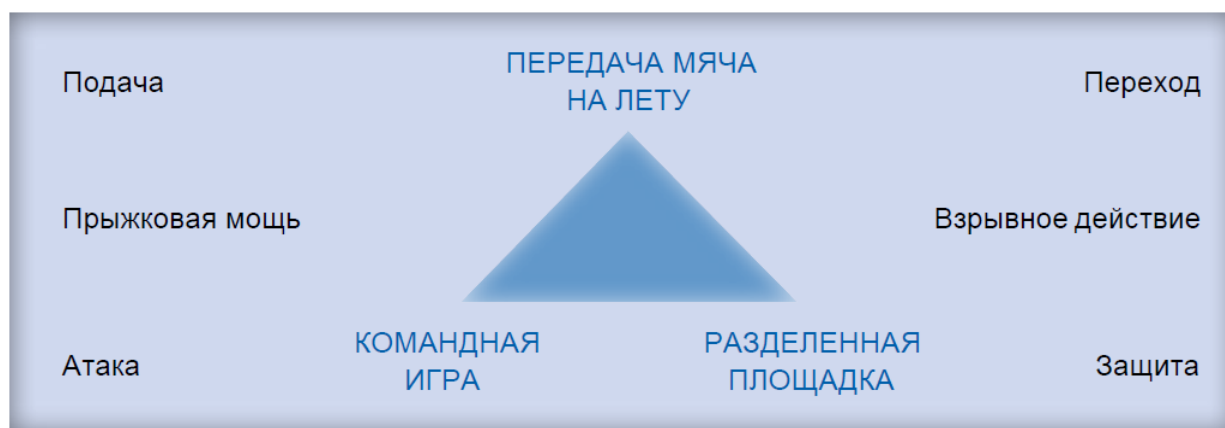 Подача
ПЕРЕДАЧА МЯЧА
НА ЛЕТУ
Переход
Прыжковая мощь
Взрывное действие
Атака
КОМАНДНАЯ
ИГРА
РАЗДЕЛЕННАЯ
ПЛОЩАДКА
Защита